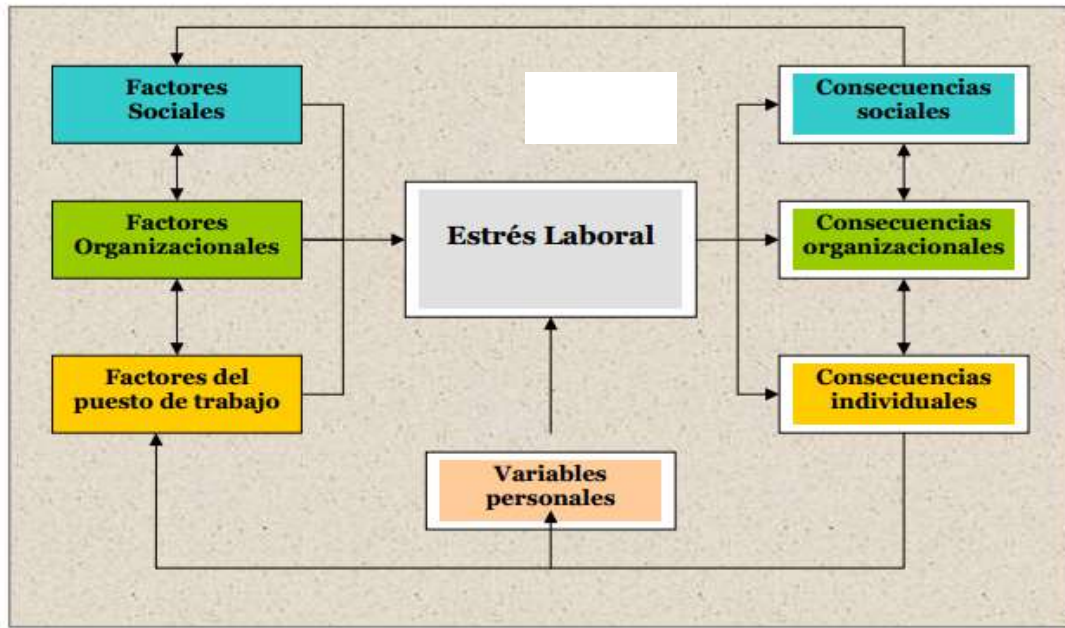 Factores
Sociales
Factores
Organizacionales
Factores del
puesto de trabajo
Estrés Laboral
Variables
personales
Consecuencias
sociales
Consecuencias
organizacionales
Consecuencias
individuales